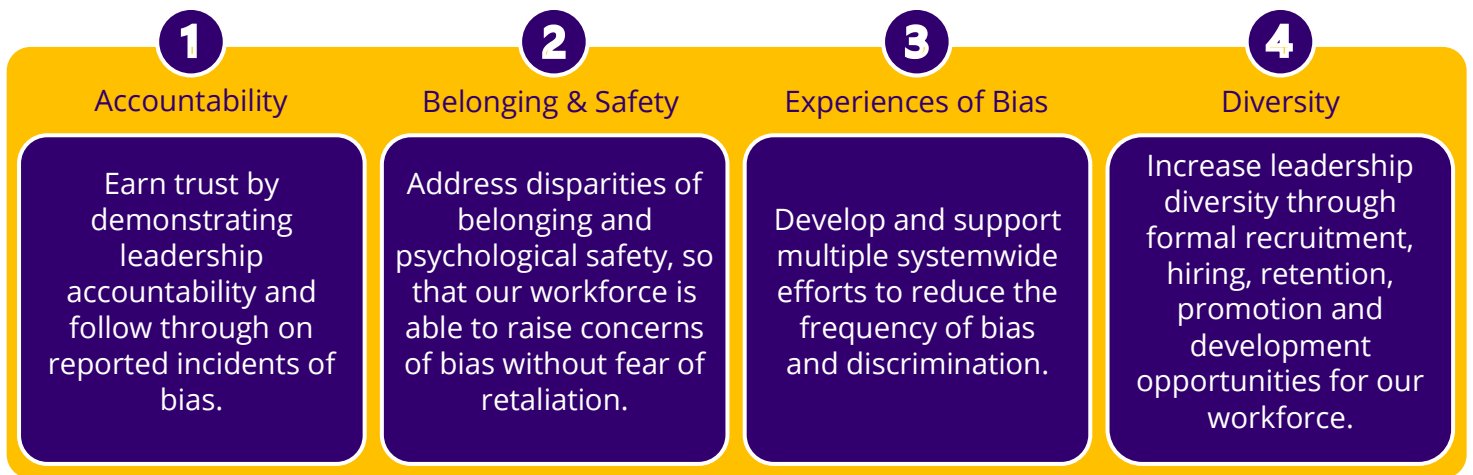 1
Accountability
Earn trust by
demonstrating
leadership
accountability and
follow through on
reported incidents of
bias.
2
Belonging & Safety
Address disparities of
belonging and
psychological safety, so
that our workforce is
able to raise concerns
of bias without fear of
retaliation.
3
Experiences of Bias
Develop and support
multiple systemwide
efforts to reduce the
frequency of bias
and discrimination.
4
Diversity
Increase leadership
diversity through
formal recruitment,
hiring, retention,
promotion and
development
opportunities for our
workforce.